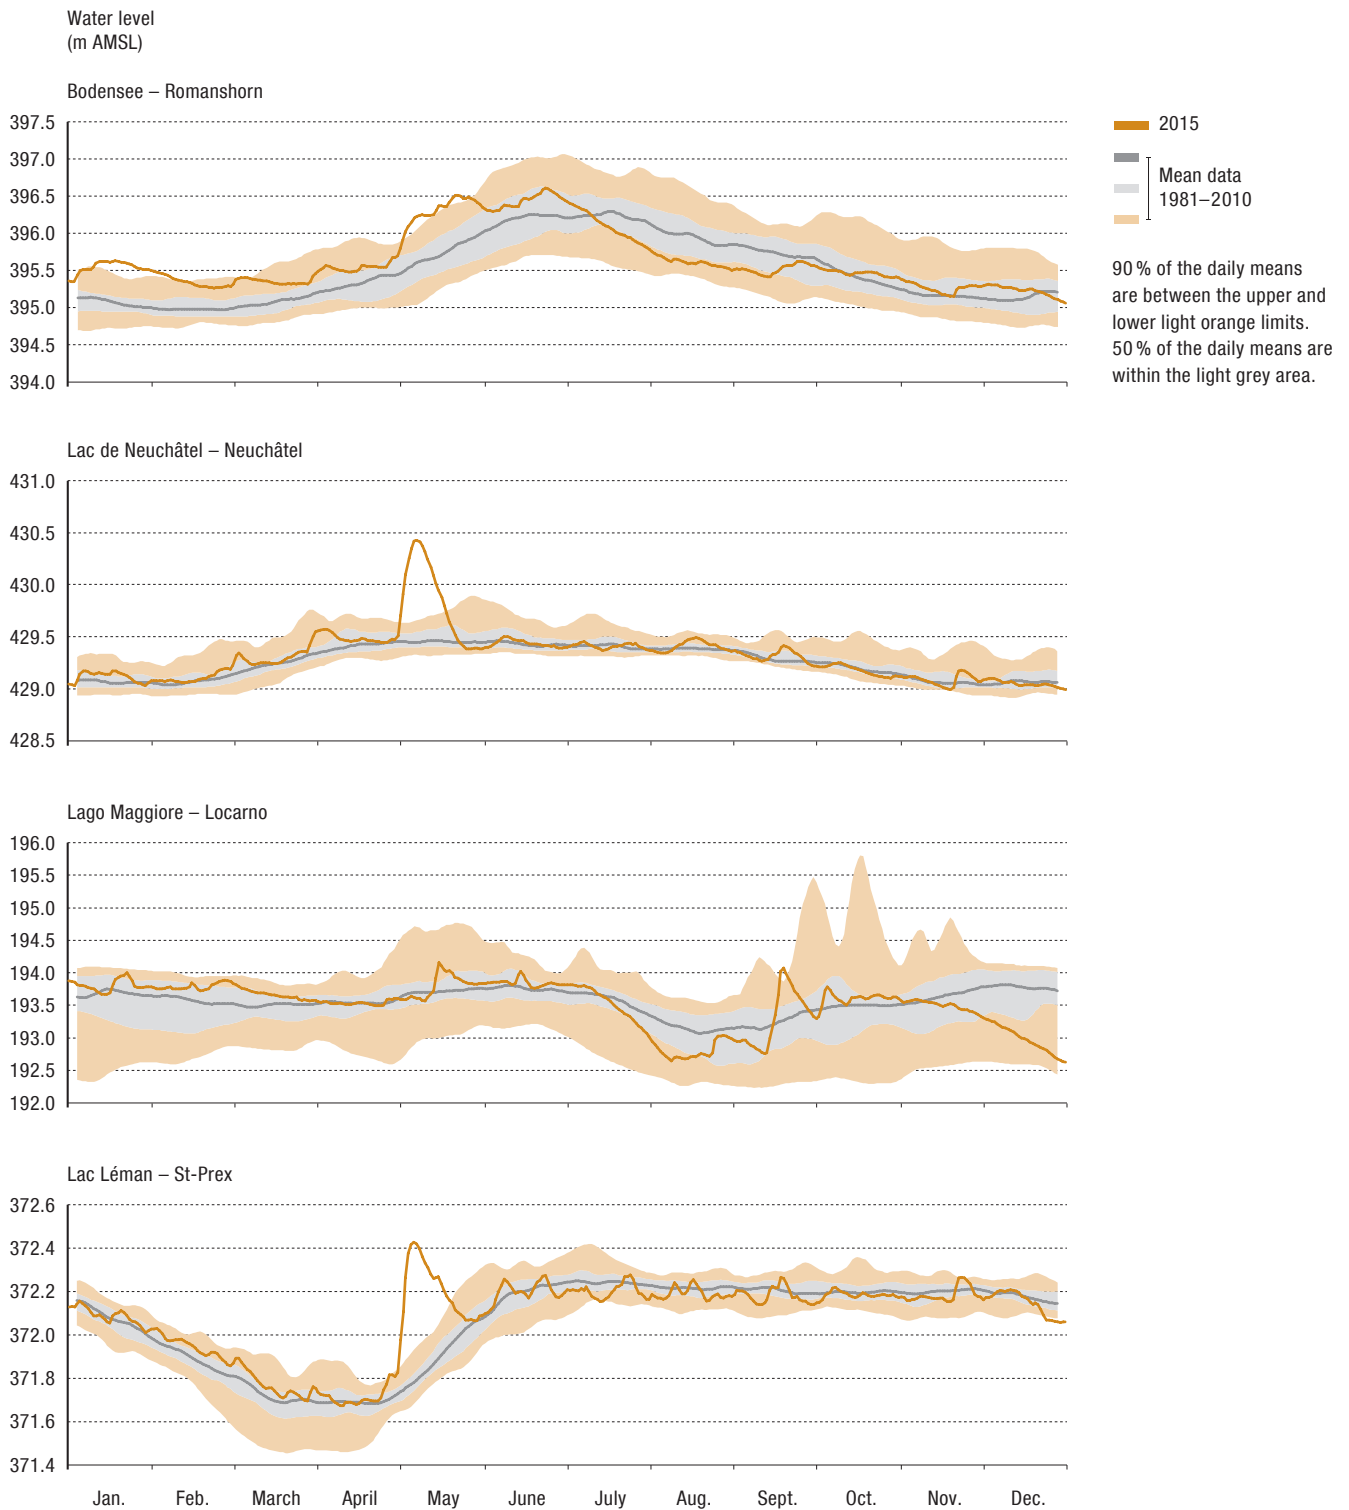 Water level
(m AMSL)
Bodensee – Romanshorn
397.5
397.0
396.5
396.0
395.5
395.0
394.5
394.0
2015
Mean data
1981–2010
90 % of the daily means
are between the upper and
lower light orange limits.
50 % of the daily means are
within the light grey area.
Lac de Neuchâtel – Neuchâtel
431.0
430.5
430.0
429.5
429.0
428.5
Lago Maggiore – Locarno
196.0
195.5
195.0
194.5
194.0
193.5
193.0
192.5
192.0
Lac Léman – St-Prex
372.6
372.4
372.2
372.0
371.8
371.6
371.4
Jan. Feb. March April May June July Aug. Sept. Oct. Nov. Dec.